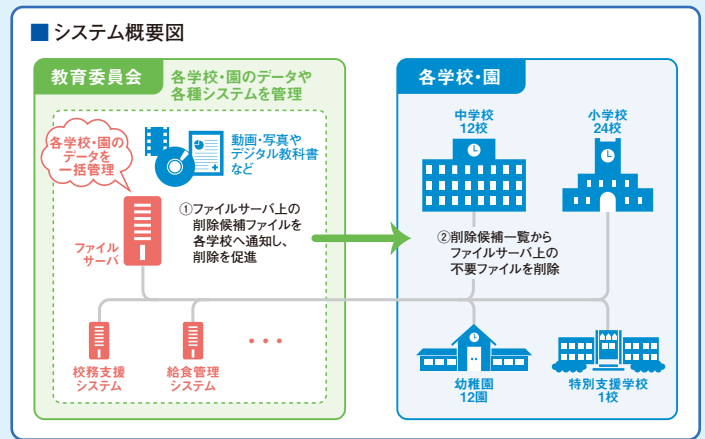 ■ システム概要図
教育委員会
各学校・園のデータや
各種システムを管理
各学校・園の
データを
一括管理
動画・写真や
デジタル教科書
など
ファイル
サーバ
①ファイルサーバ上の
削除候補ファイルを
各学校へ通知し、
削除を促進
校務支援
システム
給食管理
システム
・・・
各学校・園
中学校
12校
小学校
24校
②削除候補一覧から
ファイルサーバ上の
不要ファイルを削除
幼稚園
12園
特別支援学校
1校